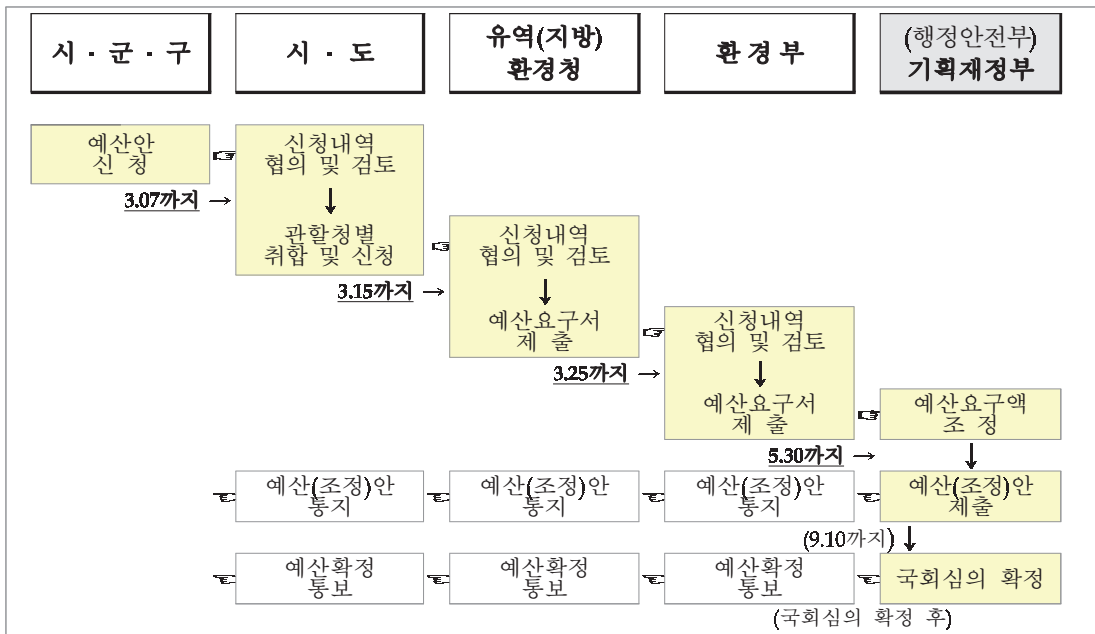 시 · 군 · 구
시 · 도
유역(지방)
환경청
환경부
(행정안전부)
기획재정부
예산안
신 청
☞
신청내역
협의 및 검토
3.07까지 →
↓
관할청별
취합 및 신청
☞
신청내역
협의 및 검토
3.15까지 →
↓
예산요구서
제 출
☞
신청내역
협의 및 검토
3.25까지 →
↓
예산요구서
제 출
☞
예산요구액
조 정
5.30까지 →
↓
☜
예산(조정)안
통지
☜
예산(조정)안
통지
☜
예산(조정)안
통지
☜
예산(조정)안
제출
(9.10까지) ↓
☜
예산확정
통보
☜
예산확정
통보
☜
예산확정
통보
☜
국회심의 확정
(국회심의 확정 후)